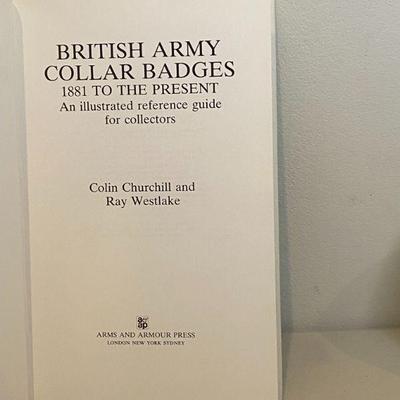 BRITISH ARMY
COLLAR BADGES
1881 TO THE PRESENT
An illustrated reference guide
for collectors
Colin Churchill and
Ray Westlake
ARMS AND ARMOUR PRESS
LONDON NEW YORK SYDNEY